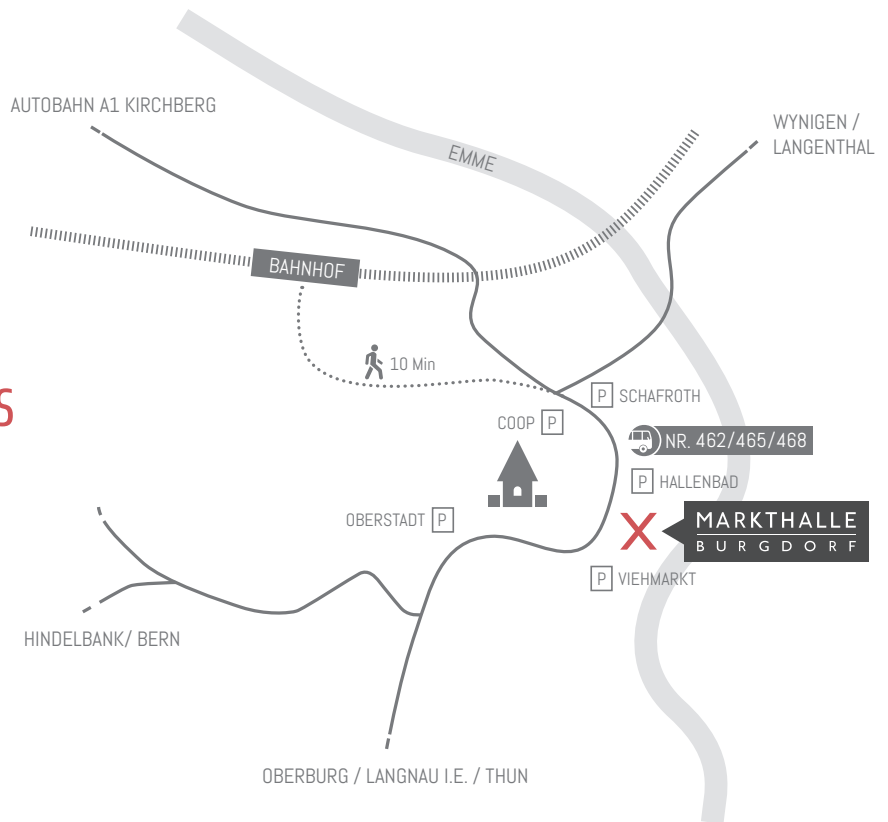 AUTOBAHN A1 KIRCHBERG
WYNIGEN /
LANGENTHAL
EMME
BAHNHOF
10 Min
S
P SCHAFROTH
COOP P
NR. 462/465/468
P HALLENBAD
OBERSTADT P
X
MARKTHALLE
BURGDORF
P VIEHMARKT
HINDELBANK/ BERN
OBERBURG / LANGNAU I.E. / THUN